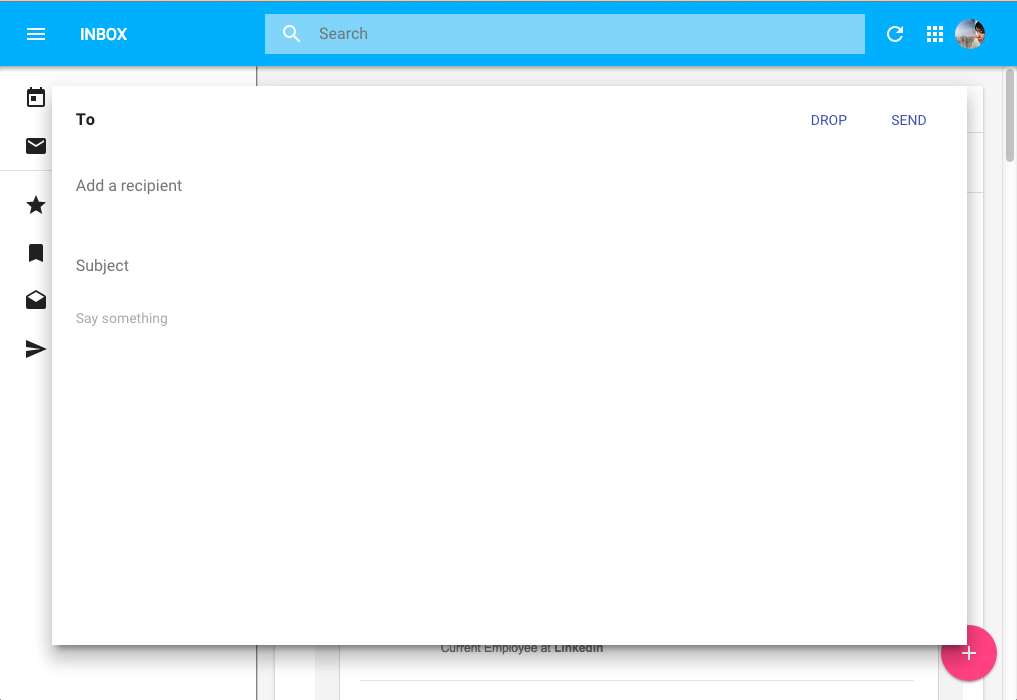 INBOX
Search
To
DROP
SEND
Add a recipient
Subject
Say something
Current Employee at LinkedIn